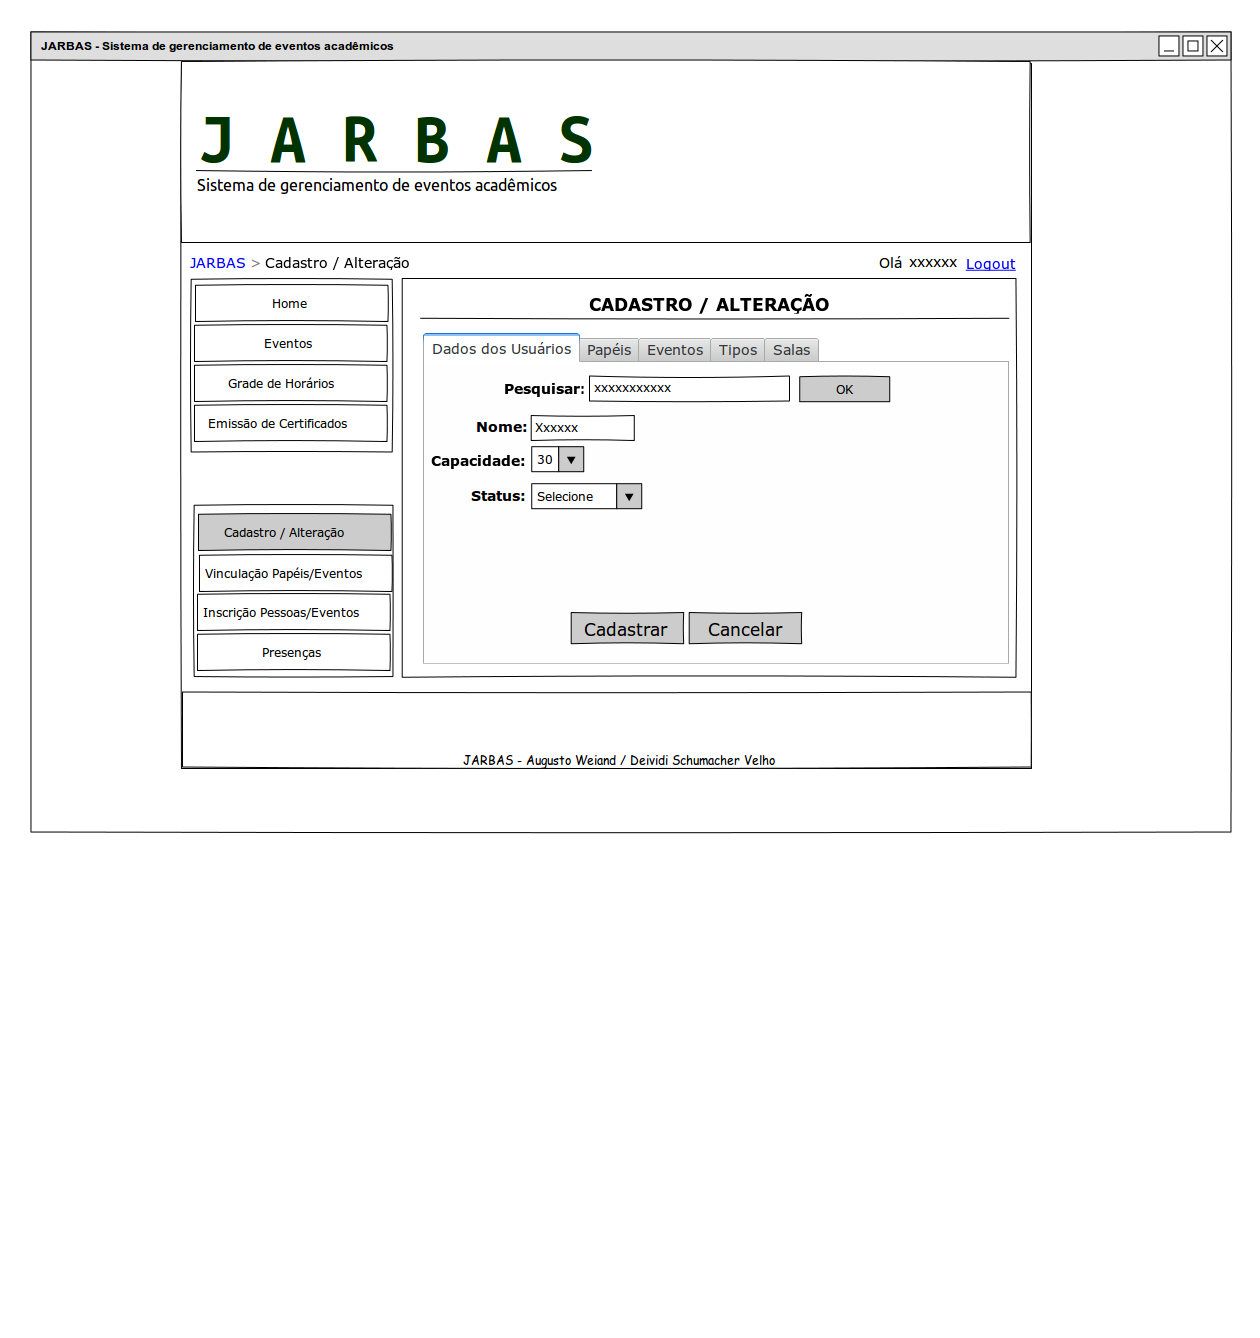 JARBAS - Sistema de gerenciamento de eventos acadêmicos
J A R B A S
Sistema de gerenciamento de eventos acadêmicos
JARBAS > Cadastro / Alteração
Olá xxxxxx Logout
Home
Eventos
Grade de Horários
Emissão de Certificados
Cadastro / Alteração
Vinculação Papéis/Eventos
Inscrição Pessoas/Eventos
Presenças
CADASTRO / ALTERAÇÃO
Dados dos Usuários Papéis Eventos Tipos Salas
Pesquisar: xxxxxxxxxxx OK
Nome: Xxxxxx
Capacidade: 30
Status: Selecione
Cadastrar Cancelar
JARBAS - Augusto Weiand / Deividi Schumacher Velho